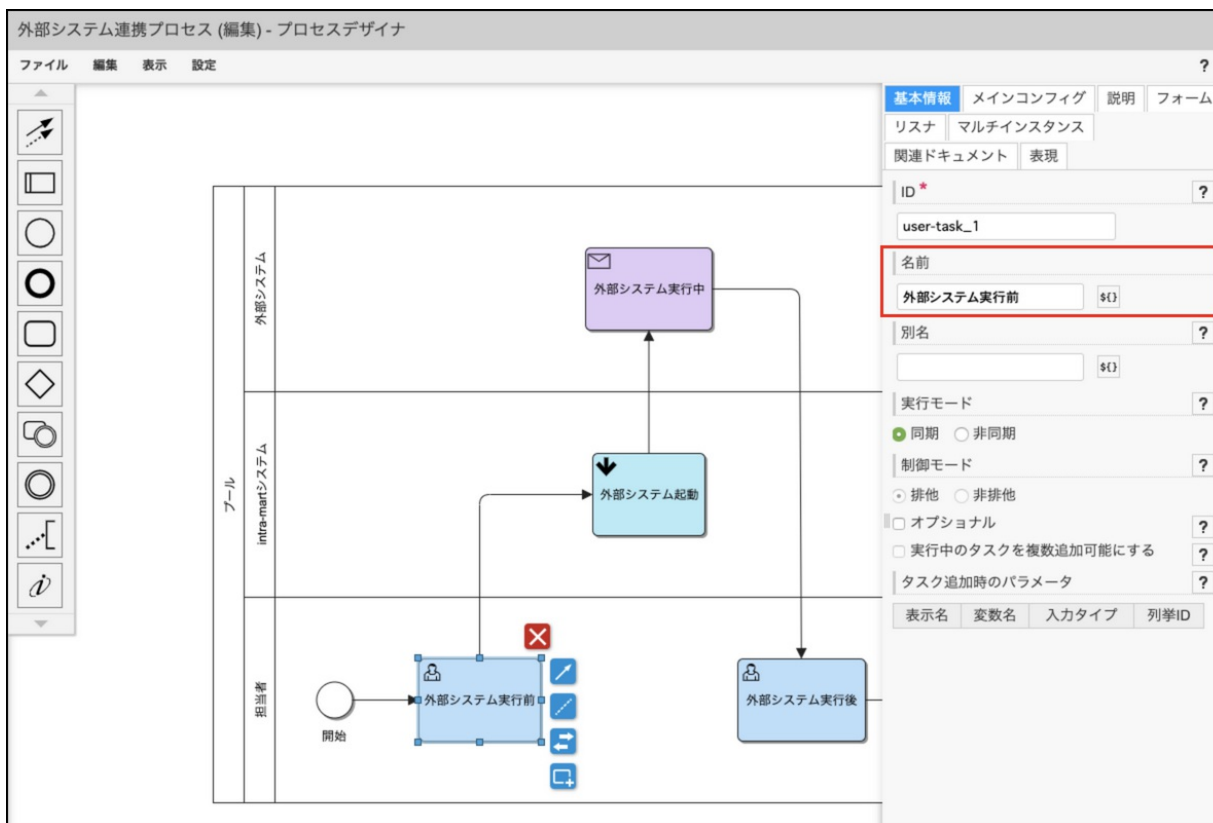 外部システム連携プロセス (編集) - プロセスデザイナ
ファイル 編集 表示 設定 ?
基本情報 メインコンフィグ 説明 フォーム
リスナ マルチインスタンス
関連ドキュメント 表現
ID * ?
user-task_1
名前
外部システム実行前 ${}
別名 ?
${}
実行モード ?
同期 非同期
制御モード ?
排他 非排他
オプショナル ?
実行中のタスクを複数追加可能にする ?
タスク追加時のパラメータ ?
表示名 変数名 入力タイプ 列挙ID
プール
外部システム
外部システム実行中
intra-martシステム
外部システム起動
担当者
開始
外部システム実行前
外部システム実行後